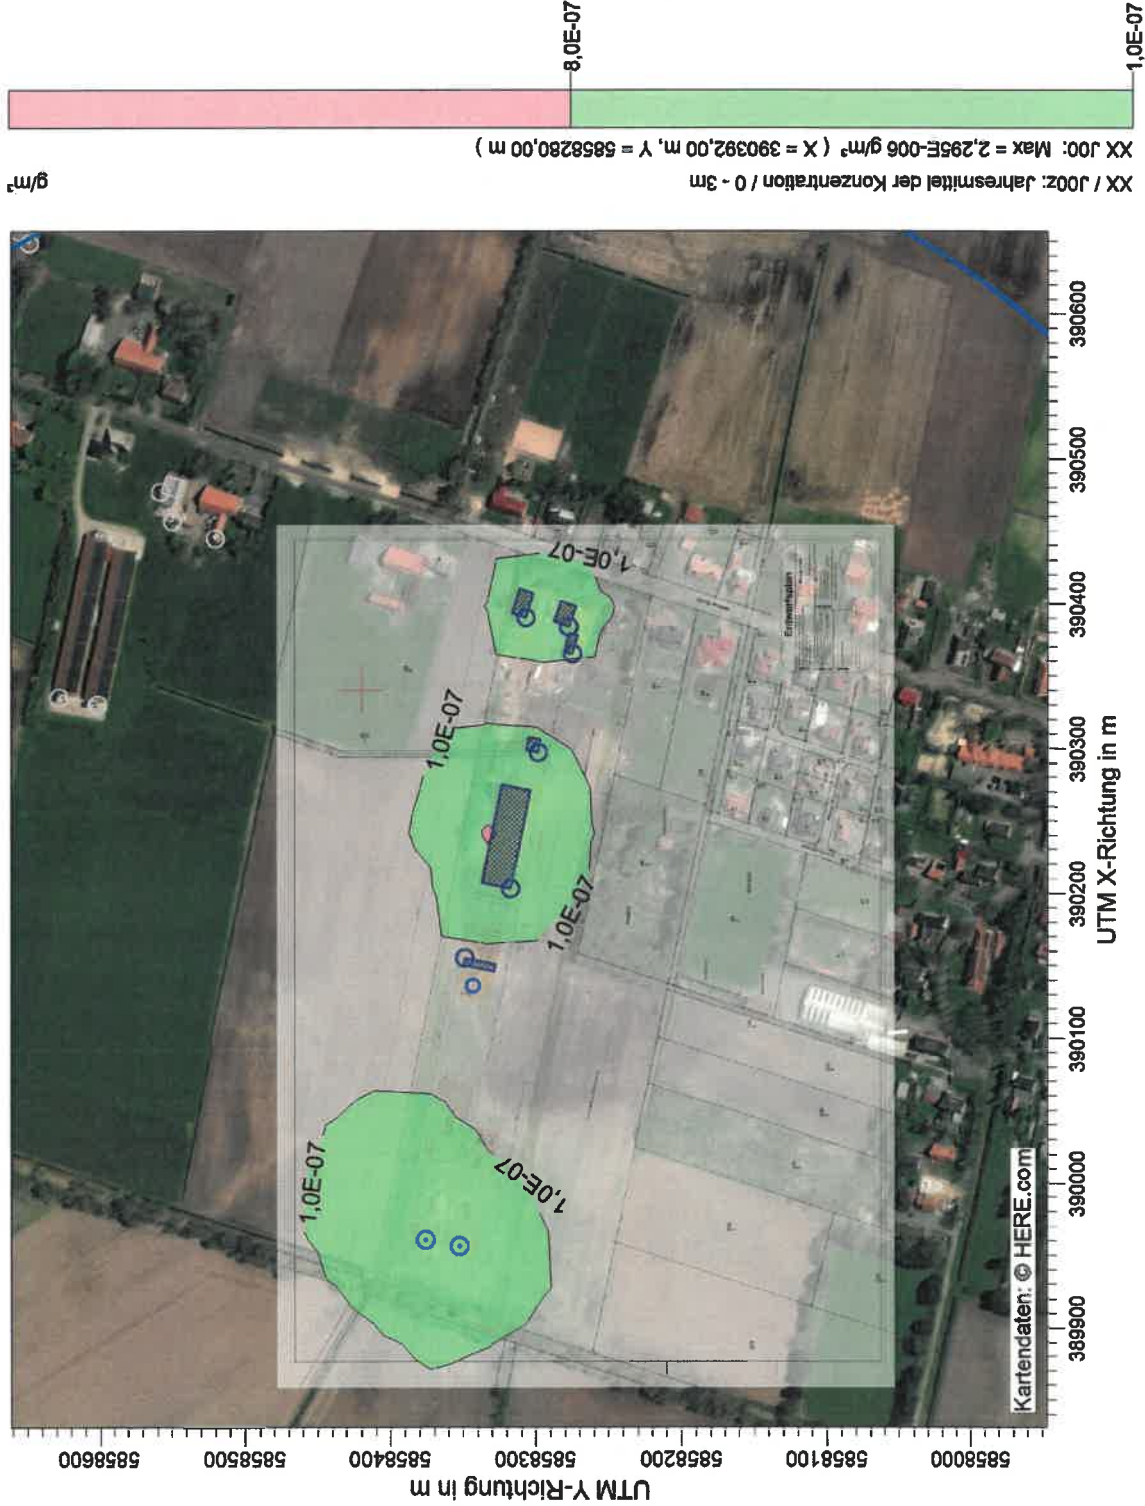 XX / J00z: Jahresmittel der Konzentration / 0 - 3m
XX J00: Max = 2,295E-006 g/m³ ( X = 390392,00 m, Y = 5858280,00 m )
g/m³
1,0E-07
8,0E-07
UTM Y-Richtung in m
5858600
5858500
5858400
5858300
5858200
5858100
5858000
1,0E-07
1,0E-07
1,0E-07
1,0E-07
1,0E-07
Entwurfsplan
Kartendaten: © HERE.com
389900
390000
390100
390200
390300
390400
390500
390600
UTM X-Richtung in m